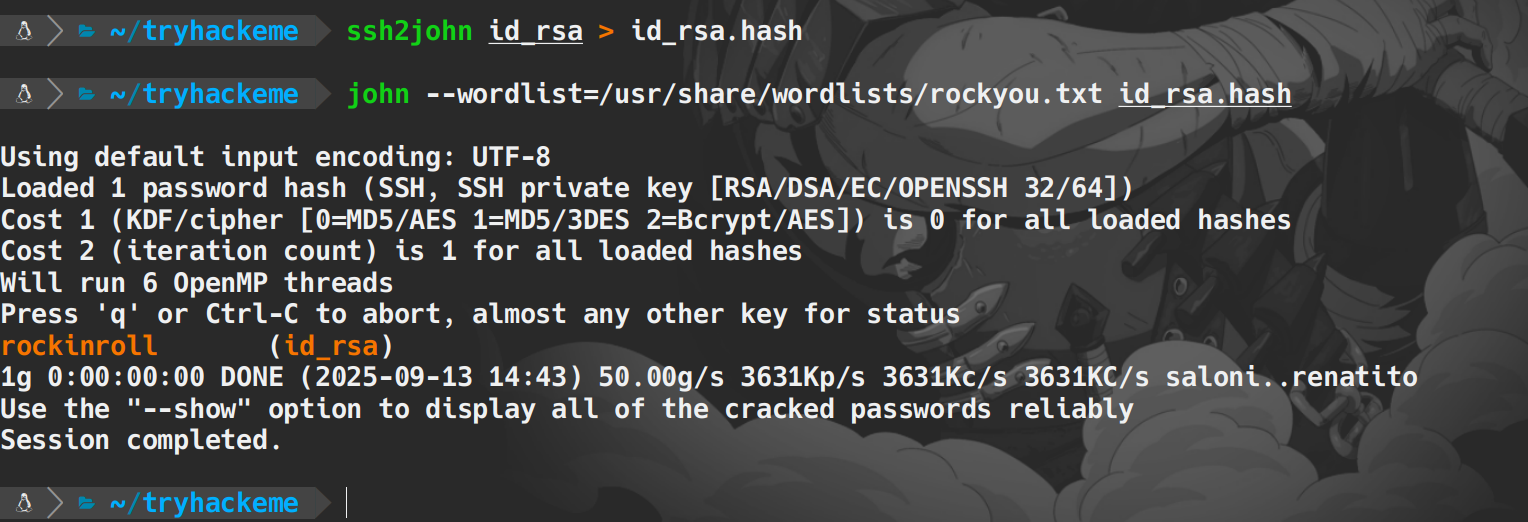 ~/tryhackeme ssh2john id_rsa > id_rsa.hash
~/tryhackeme john --wordlist=/usr/share/wordlists/rockyou.txt id_rsa.hash
Using default input encoding: UTF-8
Loaded 1 password hash (SSH, SSH private key [RSA/DSA/EC/OPENSSH 32/64])
Cost 1 (KDF/cipher [0=MD5/AES 1=MD5/3DES 2=Bcrypt/AES]) is 0 for all loaded hashes
Cost 2 (iteration count) is 1 for all loaded hashes
Will run 6 OpenMP threads
Press 'q' or Ctrl-C to abort, almost any other key for status
rockinroll       (id_rsa)
1g 0:00:00:00 DONE (2025-09-13 14:43) 50.00g/s 3631Kp/s 3631Kc/s 3631KC/s saloni..renatito
Use the "--show" option to display all of the cracked passwords reliably
Session completed.
~/tryhackeme